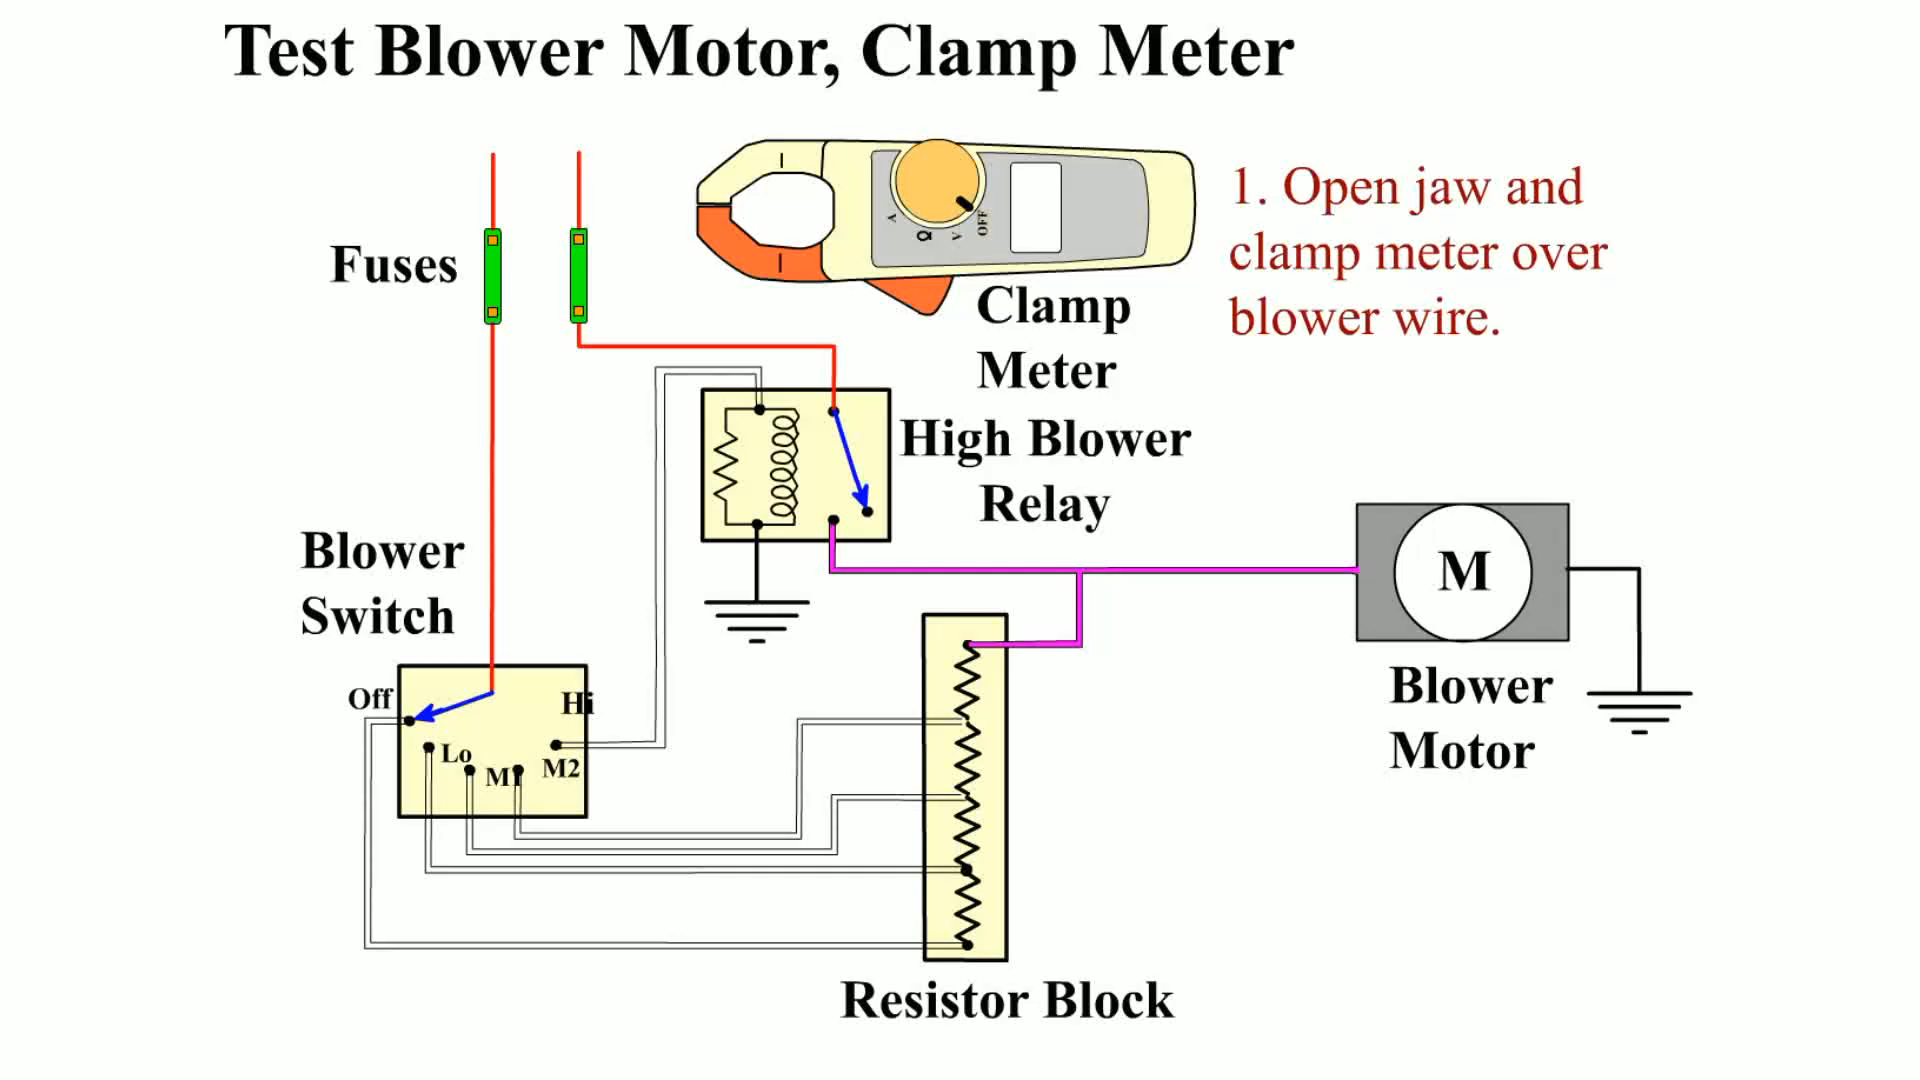 Test Blower Motor, Clamp Meter
1. Open jaw and
clamp meter over
blower wire.
Fuses
A
Ω
V
OFF
Clamp
Meter
High Blower
Relay
Blower
Switch
Off
Hi
Lo
M1
M2
M
Blower
Motor
Resistor Block